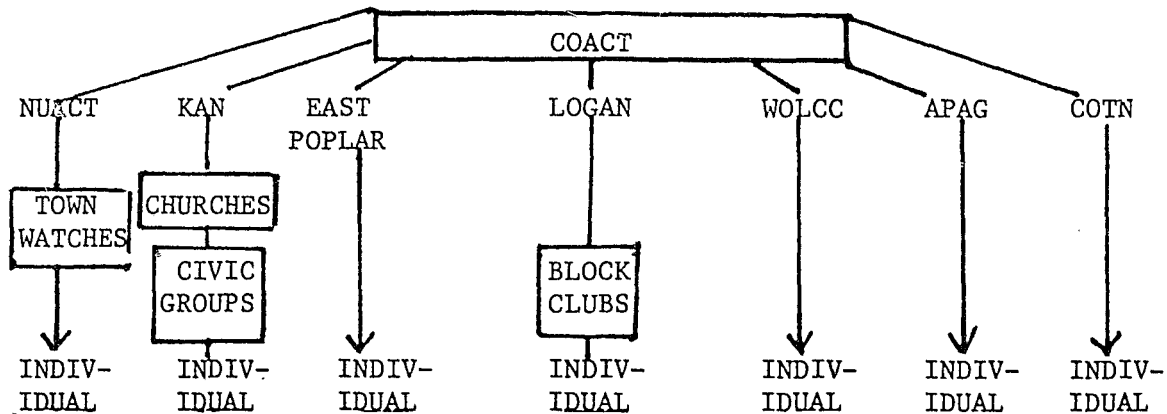 COACT
NUACT KAN EAST LOGAN WOLCC APAG COTN
POPLAR
TOWN CHURCHES
WATCHES
CIVIC BLOCK
GROUPS CLUBS
INDIV- INDIV- INDIV- INDIV- INDIV- INDIV- INDIV-
IDUAL IDUAL IDUAL IDUAL IDUAL IDUAL IDUAL